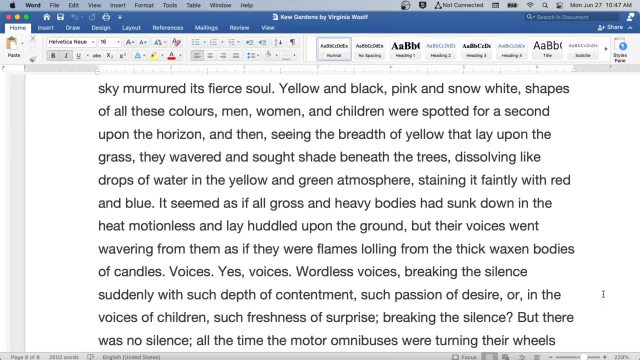 Word File Edit View Insert Format Tools Table Window Help
Not Connected
Mon Jun 27 10:47 AM
Kew Gardens by Virginia Woolf
Search in Document
Home Insert Draw Design Layout References Mailings Review View
Share
Paste
Helvetica Neue 16
B I U
AaBbCcDdEe AaBbCcDdEe AaBbC AaBbCcDdE AaBbCcD AaBbCcDdE AaBb AaBbCcDdEe
Normal No Spacing Heading 1 Heading 2 Heading 3 Heading 4 Title Subtitle
Styles Pane
sky murmured its fierce soul. Yellow and black, pink and snow white, shapes
of all these colours, men, women, and children were spotted for a second
upon the horizon, and then, seeing the breadth of yellow that lay upon the
grass, they wavered and sought shade beneath the trees, dissolving like
drops of water in the yellow and green atmosphere, staining it faintly with red
and blue. It seemed as if all gross and heavy bodies had sunk down in the
heat motionless and lay huddled upon the ground, but their voices went
wavering from them as if they were flames lolling from the thick waxen bodies
of candles. Voices. Yes, voices. Wordless voices, breaking the silence
suddenly with such depth of contentment, such passion of desire, or, in the
voices of children, such freshness of surprise; breaking the silence? But there
was no silence; all the time the motor omnibuses were turning their wheels
Page 8 of 8 2602 words English (United States)
Focus
229%